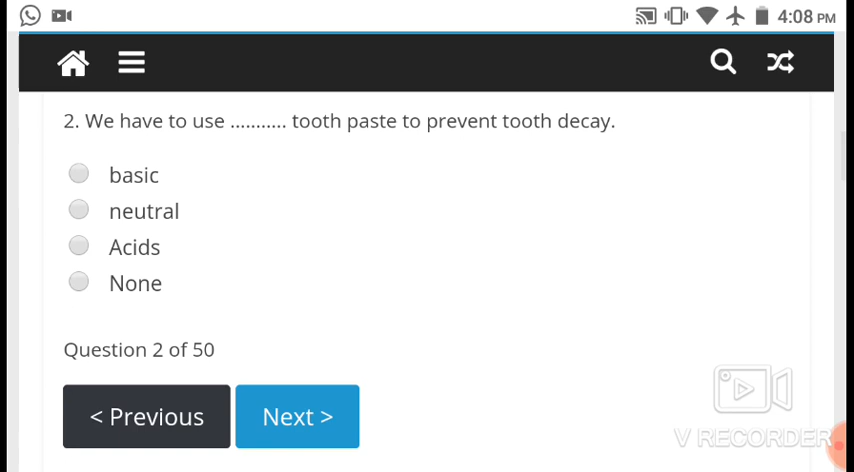 4:08 PM
2. We have to use ........... tooth paste to prevent tooth decay.
basic
neutral
Acids
None
Question 2 of 50
< Previous
Next >
V RECORDER